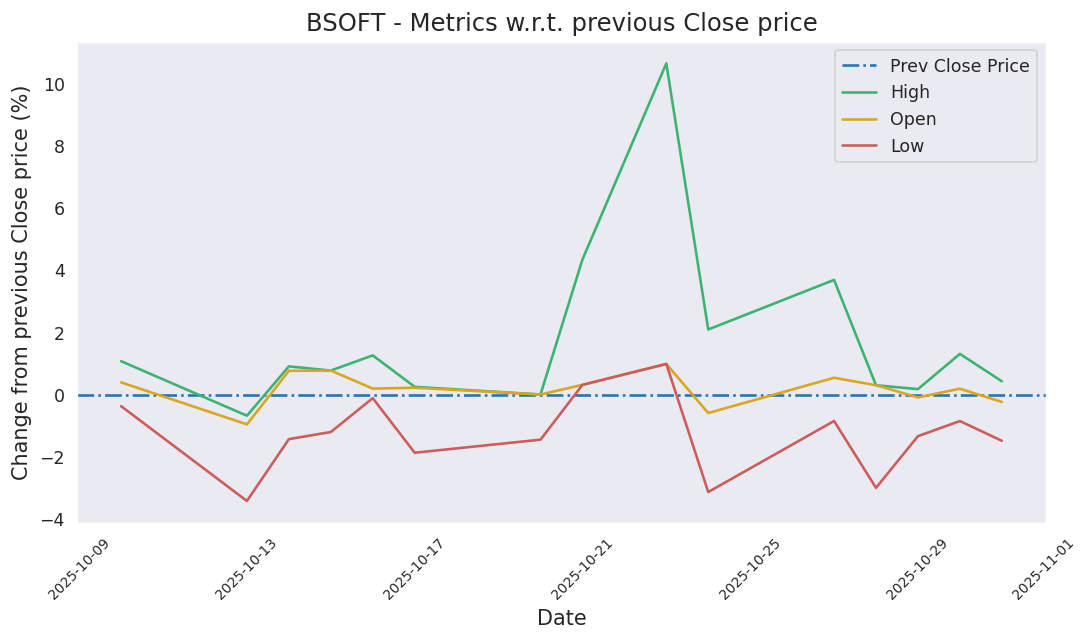 BSOFT - Metrics w.r.t. previous Close price
Change from previous Close price (%)
10
8
6
4
2
0
−2
−4
Prev Close Price
High
Open
Low
2025-10-09
2025-10-13
2025-10-17
2025-10-21
2025-10-25
2025-10-29
2025-11-01
Date